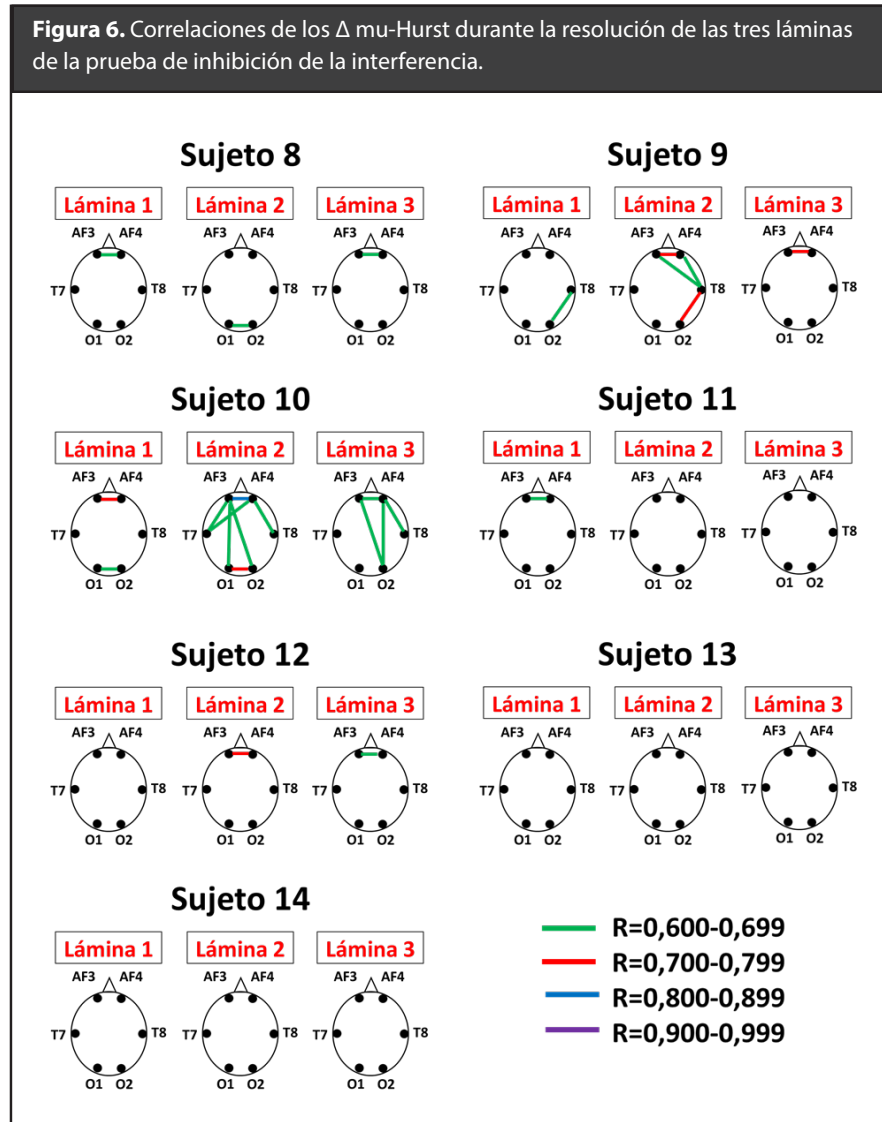 Figura 6. Correlaciones de los Δ mu-Hurst durante la resolución de las tres láminas
de la prueba de inhibición de la interferencia.
Sujeto 8
Lámina 1 Lámina 2 Lámina 3
AF3 AF4 AF3 AF4 AF3 AF4
T7 T8 T7 T8 T7 T8
O1 O2 O1 O2 O1 O2
Sujeto 9
Lámina 1 Lámina 2 Lámina 3
AF3 AF4 AF3 AF4 AF3 AF4
T7 T8 T7 T8 T7 T8
O1 O2 O1 O2 O1 O2
Sujeto 10
Lámina 1 Lámina 2 Lámina 3
AF3 AF4 AF3 AF4 AF3 AF4
T7 T8 T7 T8 T7 T8
O1 O2 O1 O2 O1 O2
Sujeto 11
Lámina 1 Lámina 2 Lámina 3
AF3 AF4 AF3 AF4 AF3 AF4
T7 T8 T7 T8 T7 T8
O1 O2 O1 O2 O1 O2
Sujeto 12
Lámina 1 Lámina 2 Lámina 3
AF3 AF4 AF3 AF4 AF3 AF4
T7 T8 T7 T8 T7 T8
O1 O2 O1 O2 O1 O2
Sujeto 13
Lámina 1 Lámina 2 Lámina 3
AF3 AF4 AF3 AF4 AF3 AF4
T7 T8 T7 T8 T7 T8
O1 O2 O1 O2 O1 O2
Sujeto 14
Lámina 1 Lámina 2 Lámina 3
AF3 AF4 AF3 AF4 AF3 AF4
T7 T8 T7 T8 T7 T8
O1 O2 O1 O2 O1 O2
R=0,600-0,699
R=0,700-0,799
R=0,800-0,899
R=0,900-0,999